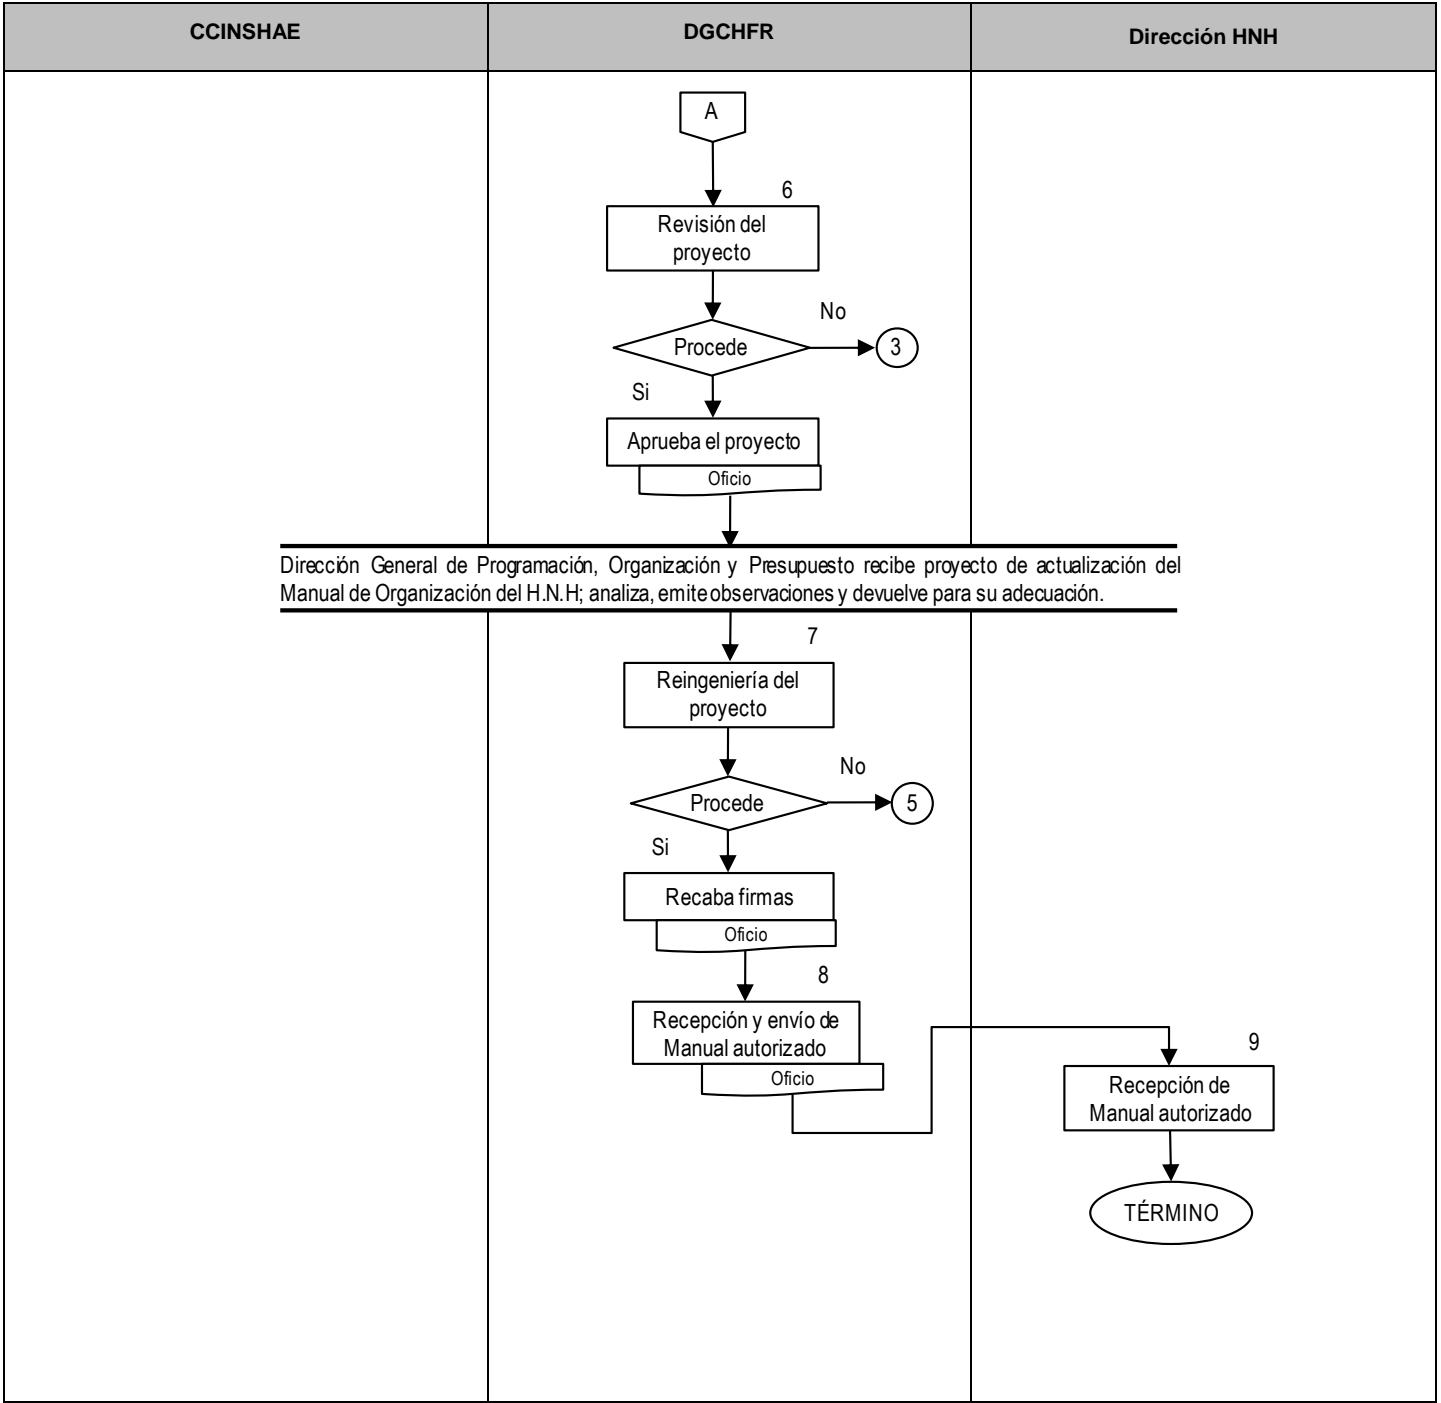 CCINSHAE
DGCHFR
Dirección HNH
A
6
Revisión del
proyecto
No
Procede
3
Si
Aprueba el proyecto
Oficio
Dirección General de Programación, Organización y Presupuesto recibe proyecto de actualización del
Manual de Organización del H.N.H; analiza, emite observaciones y devuelve para su adecuación.
7
Reingeniería del
proyecto
No
Procede
5
Si
Recaba firmas
Oficio
8
Recepción y envío de
Manual autorizado
Oficio
9
Recepción de
Manual autorizado
TÉRMINO